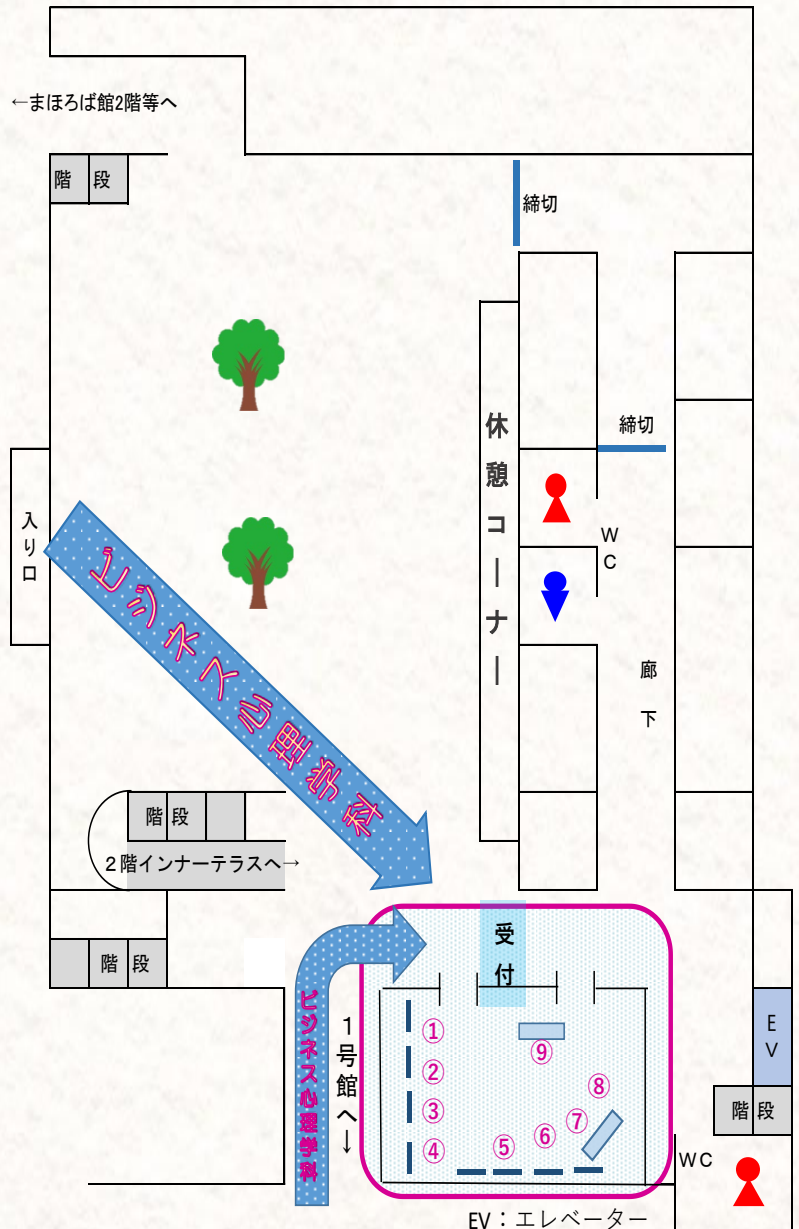 ←まほろば館2階等へ
階段
締切
締切
休憩コーナー
入り口
WC
ビジネス心理学科
廊下
階段
2階インナーテラスへ→
階段
受付
ビジネス心理学科
1号館へ↓
①
②
③
④
⑤
⑥
⑦
⑧
⑨
EV
階段
WC
EV：エレベーター